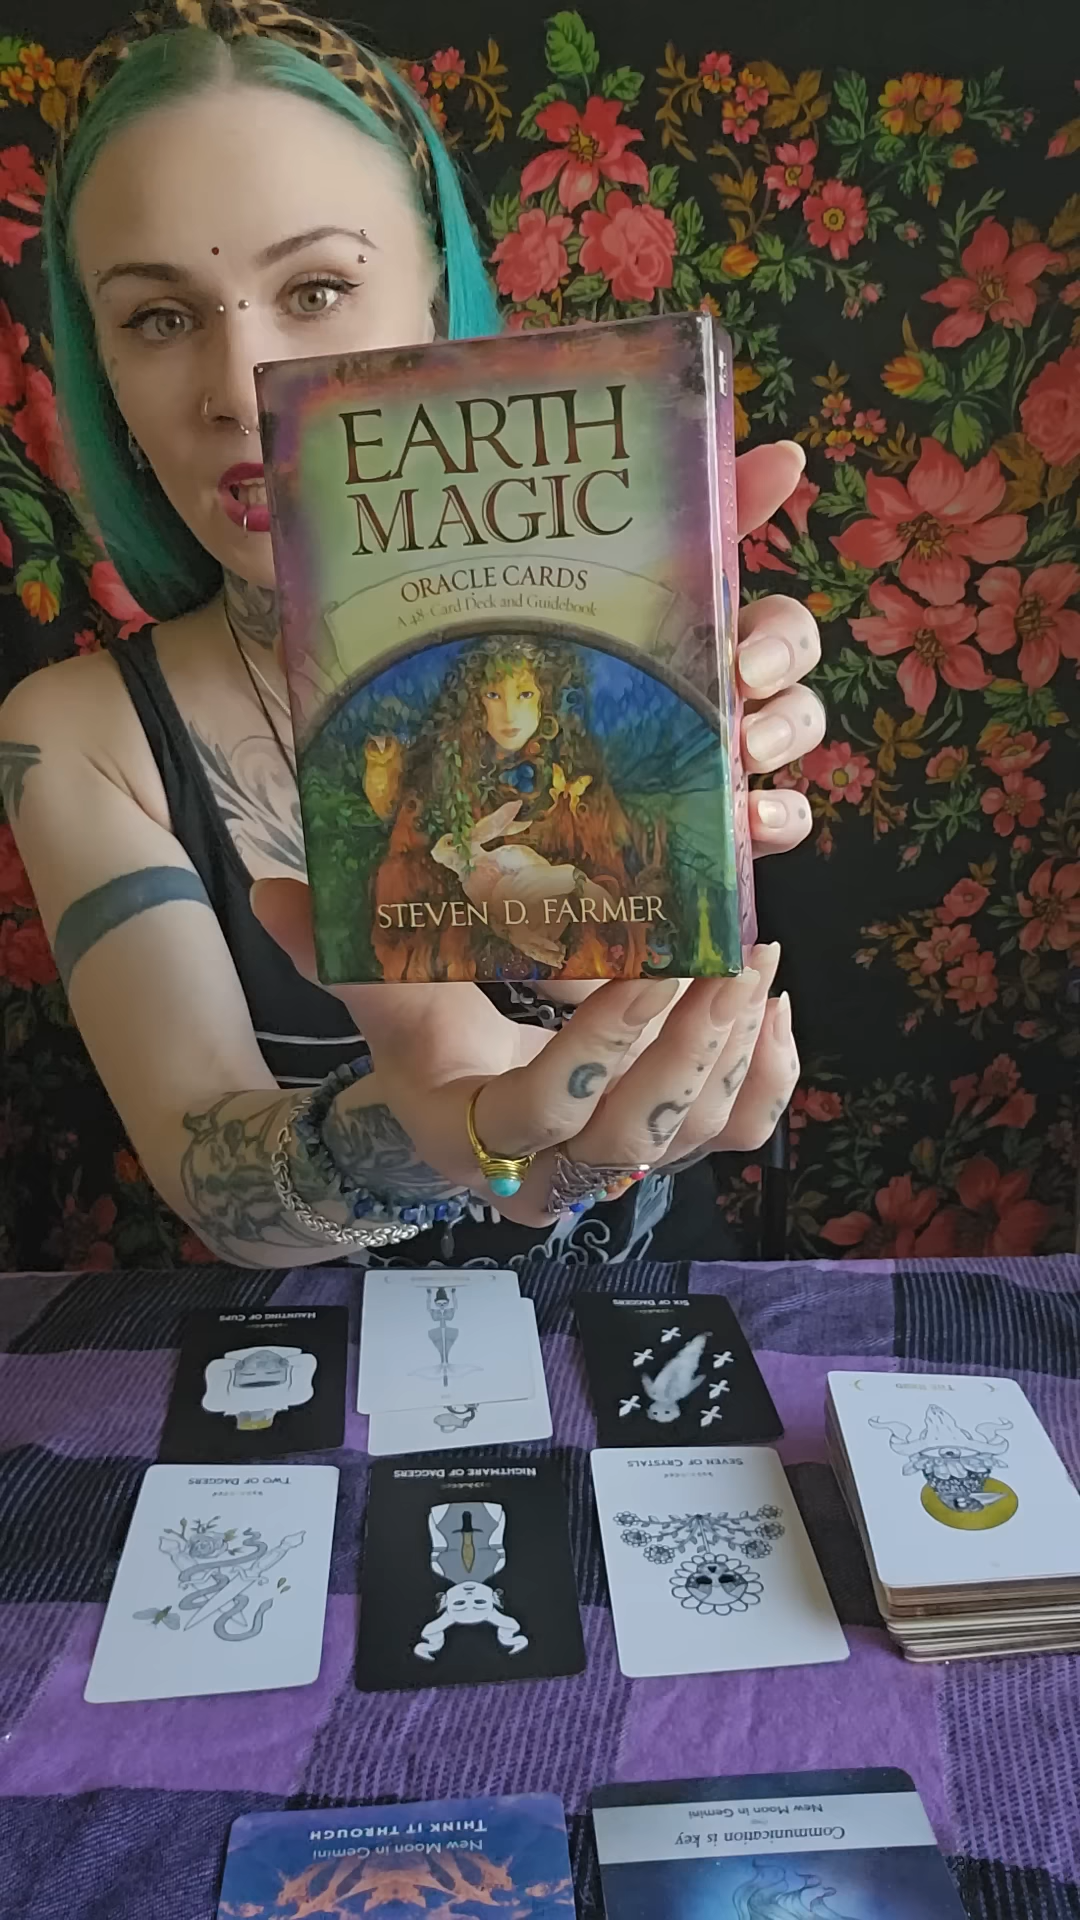 EARTH
MAGIC
ORACLE CARDS
A 48-Card Deck and Guidebook
STEVEN D. FARMER
HAUNTING OF CUPS
SIX OF DAGGERS
TWO OF DAGGERS
NIGHTMARE OF DAGGERS
SEVEN OF CRYSTALS
New Moon in Gemini
THINK IT THROUGH
Communication is key
New Moon in Gemini